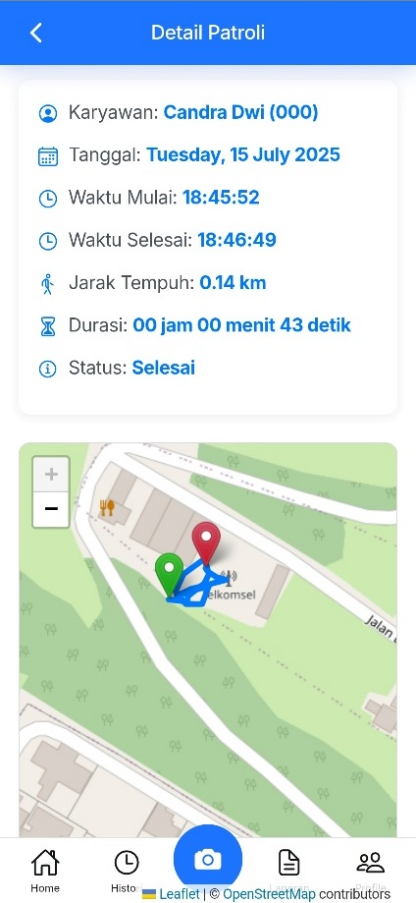 Detail Patroli
Karyawan: Candra Dwi (000)
Tanggal: Tuesday, 15 July 2025
Waktu Mulai: 18:45:52
Waktu Selesai: 18:46:49
Jarak Tempuh: 0.14 km
Durasi: 00 jam 00 menit 43 detik
Status: Selesai
+
−
elkomsel
Jalan
Home
Histo
Leaflet | © OpenStreetMap contributors